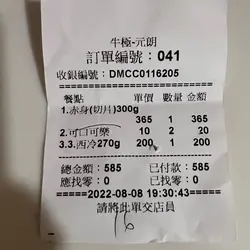 牛極-元朗
訂單編號：041
收銀編號：DMCC0116205
餐點 單價 數量 金額
1.赤身(切片)300g
365 1 365
2.可口可樂 10 2 20
3.3.西冷270g 200 1 200
總金額：585 已付款：585
應找零：0 已找零：0
2022-08-08 19:30:43
請將此單交店員